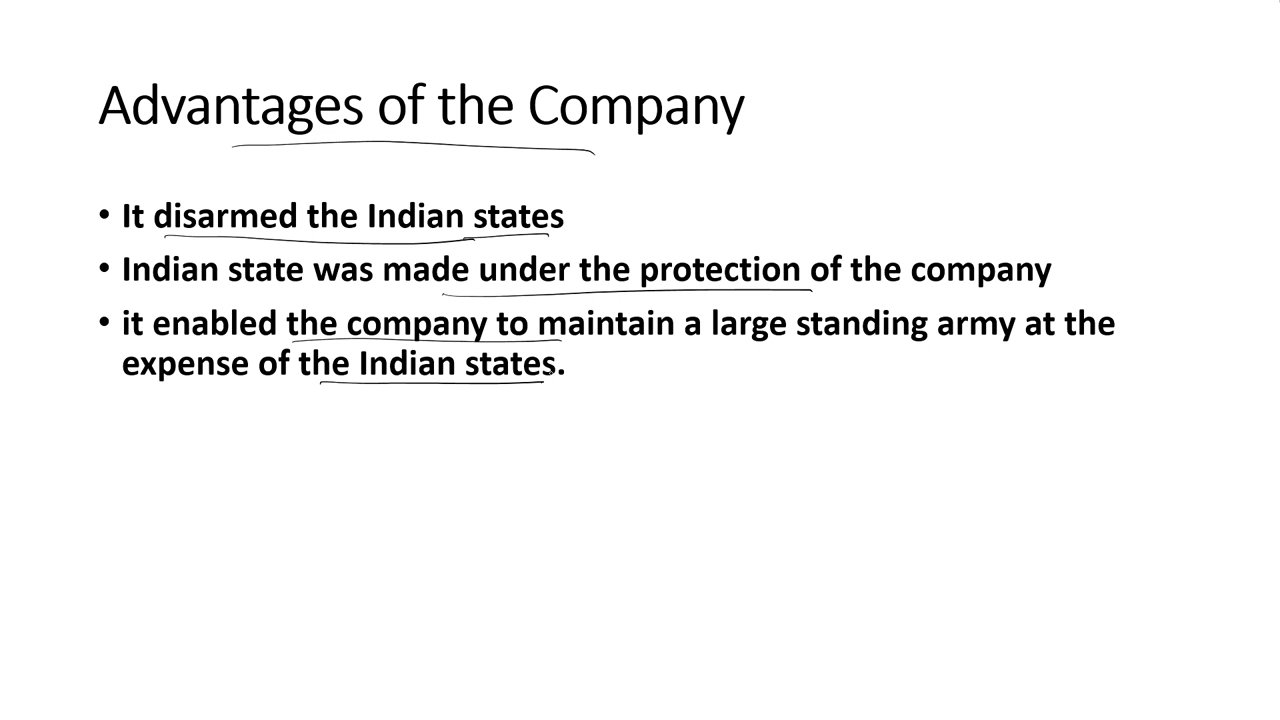 Advantages of the Company
• It disarmed the Indian states
• Indian state was made under the protection of the company
• it enabled the company to maintain a large standing army at the
expense of the Indian states.